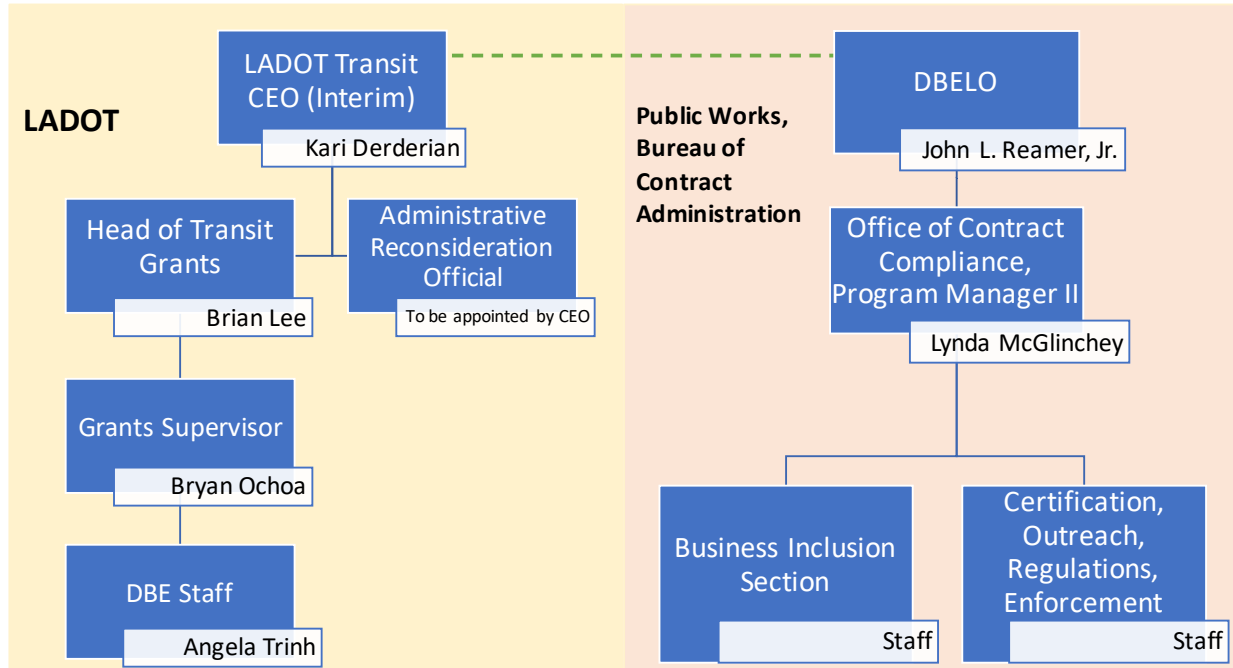 LADOT
LADOT Transit
CEO (Interim)
Kari Derderian
Head of Transit
Grants
Brian Lee
Administrative
Reconsideration
Official
To be appointed by CEO
Grants Supervisor
Bryan Ochoa
DBE Staff
Angela Trinh
Public Works,
Bureau of
Contract
Administration
DBELO
John L. Reamer, Jr.
Office of Contract
Compliance,
Program Manager II
Lynda McGlinchey
Business Inclusion
Section
Staff
Certification,
Outreach,
Regulations,
Enforcement
Staff